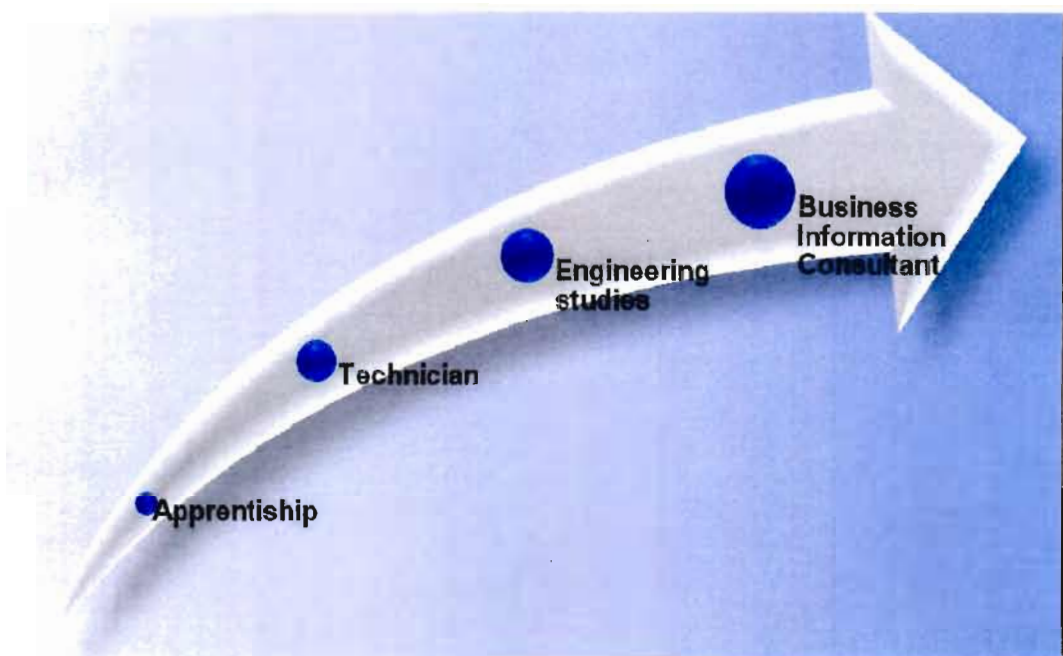 Business
Information
Consultant
Engineering
studies
Technician
Apprentiship